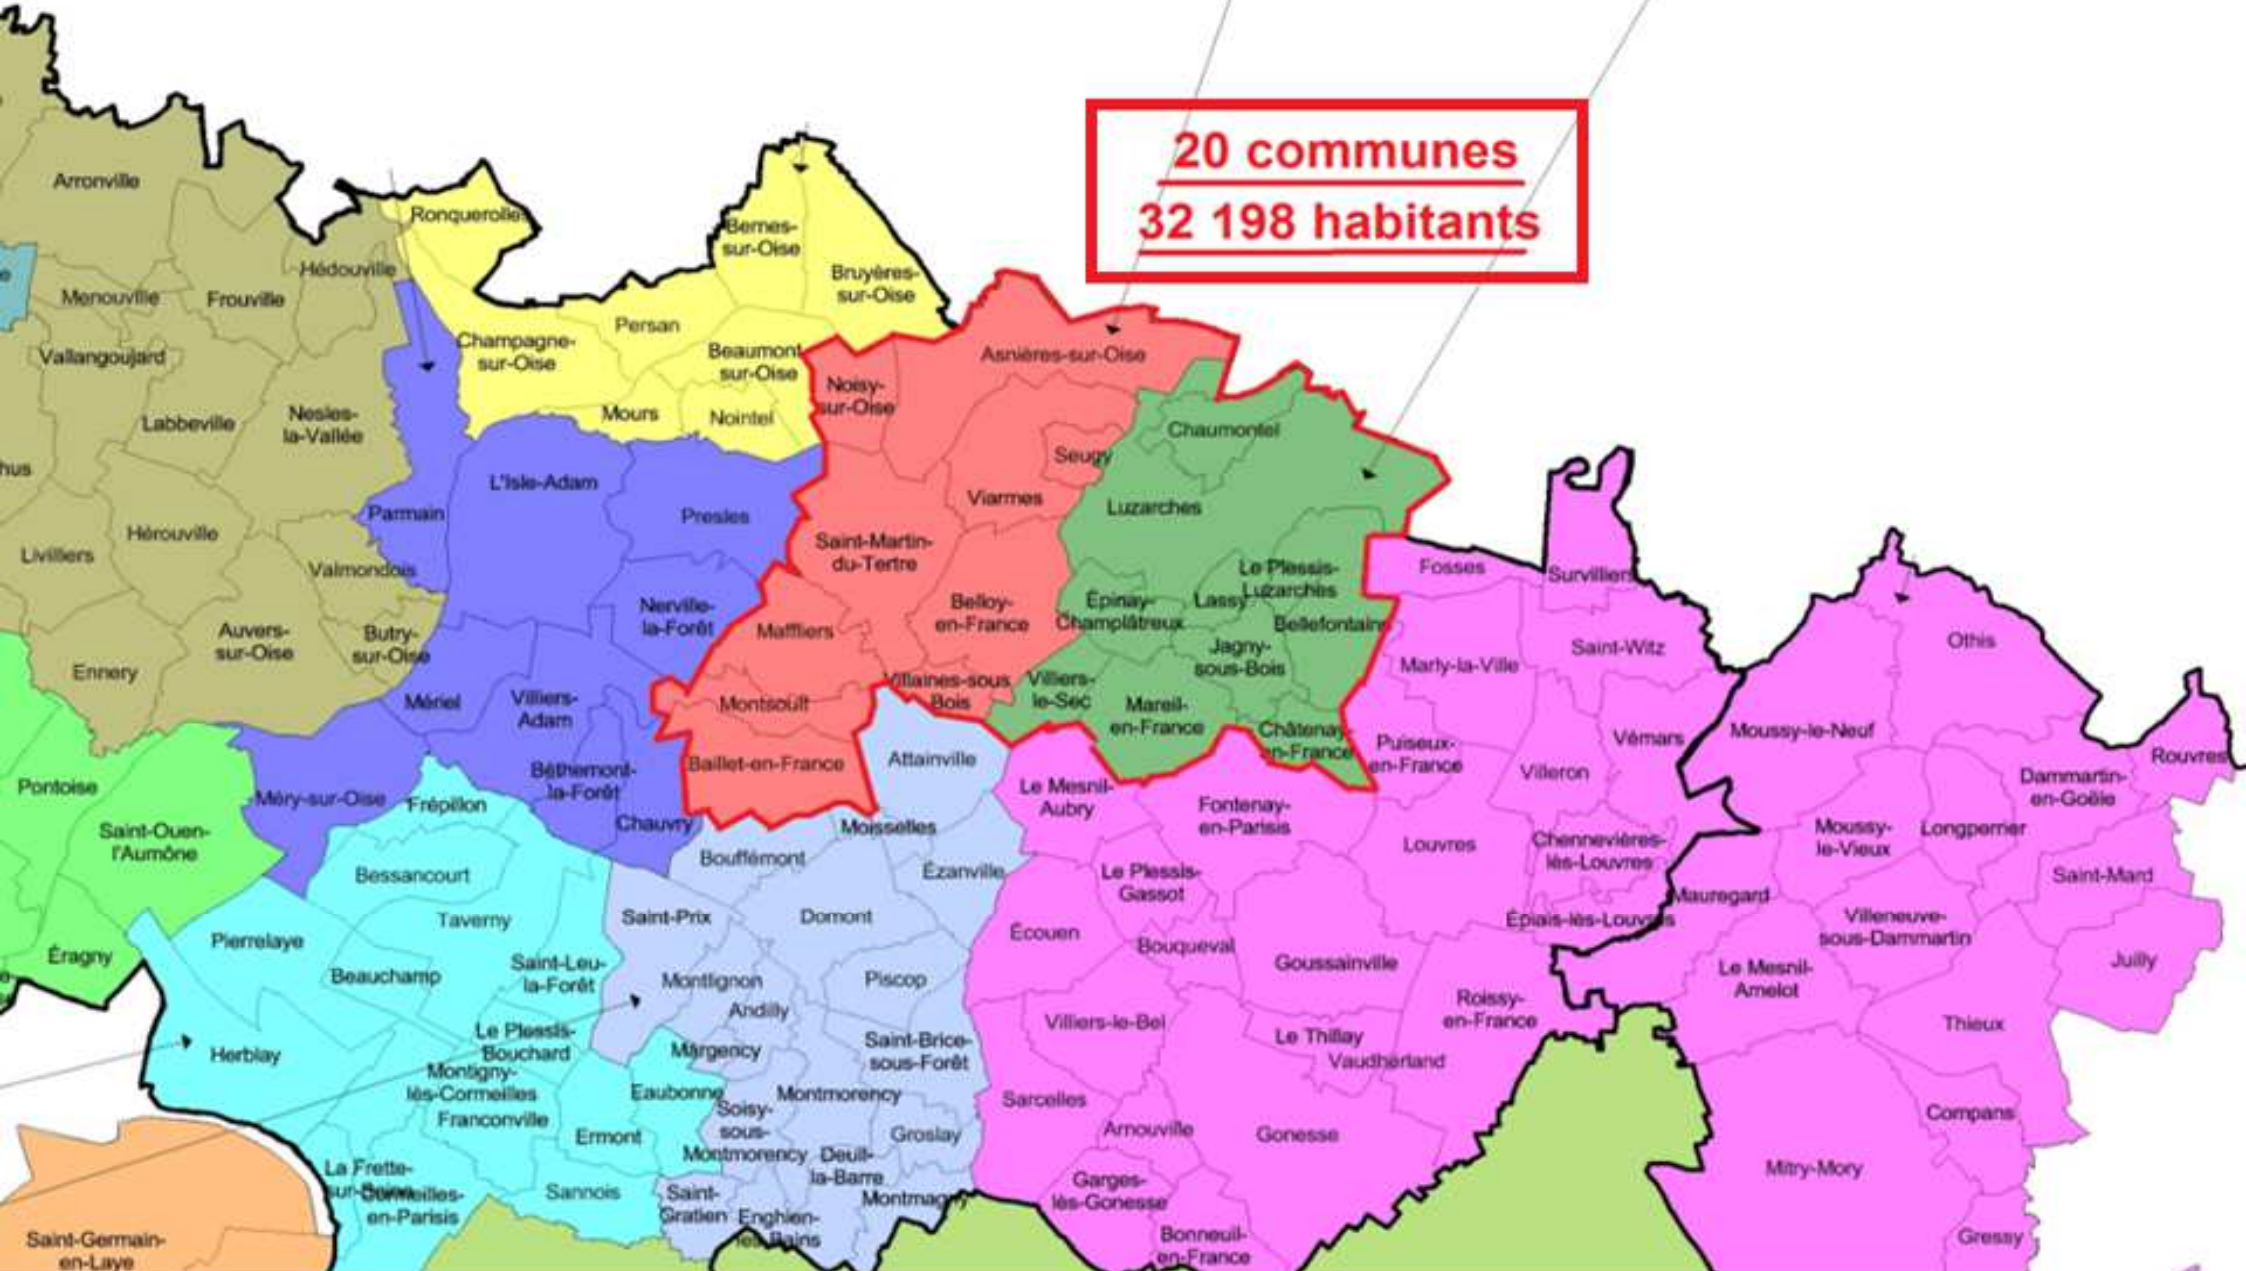 20 communes
32 198 habitants
Arronville
Ronquerolles
Bernes-
sur-Oise
Hédouville
Bruyères-
sur-Oise
Menouville
Frouville
Persan
Champagne-
sur-Oise
Beaumont
sur-Oise
Vallangoujard
Asnières-sur-Oise
Noisy-
sur-Oise
Labbeville
Nesles-
la-Vallée
Mours
Nointel
Chaumontel
Seugy
hus
L'Isle-Adam
Viarmes
Luzarches
Parmain
Presles
Hérouville
Livilliers
Saint-Martin-
du-Tertre
Valmondois
Le Plessis-
Luzarches
Fosses
Survilliers
Épinay-
Champlâtreux
Lassy
Nerville-
la-Forêt
Belloy-
en-France
Maffliers
Bellefontaine
Auvers-
sur-Oise
Butry-
sur-Oise
Jagny-
sous-Bois
Saint-Witz
Othis
Ennery
Marly-la-Ville
Mériel
Villiers-
Adam
Montsoult
Villaines-sous
Bois
Villiers-
le-Sec
Mareil-
en-France
Châtenay-
en-France
Puiseux-
en-France
Vémars
Moussy-le-Neuf
Rouvres
Pontoise
Méry-sur-Oise
Frépillon
Béthemont-
la-Forêt
Baillet-en-France
Attainville
Le Mesnil-
Aubry
Villeron
Dammartin-
en-Goële
Saint-Ouen-
l'Aumône
Chauvry
Moisselles
Fontenay-
en-Parisis
Louvres
Chennevières-
lès-Louvres
Moussy-
le-Vieux
Longperrier
Bessancourt
Bouffémont
Ézanville
Le Plessis-
Gassot
Mauregard
Saint-Mard
Pierrelaye
Taverny
Saint-Prix
Domont
Écouen
Bouqueval
Épiais-lès-Louvres
Villeneuve-
sous-Dammartin
Éragny
Beauchamp
Saint-Leu-
la-Forêt
Montlignon
Piscop
Goussainville
Le Mesnil-
Amelot
Juilly
Andilly
Roissy-
en-France
Herblay
Le Plessis-
Bouchard
Margency
Saint-Brice-
sous-Forêt
Villiers-le-Bel
Le Thillay
Vaudherland
Thieux
Montigny-
lès-Cormeilles
Franconville
Eaubonne
Montmorency
Sarcelles
Ermont
Soisy-
sous-
Montmorency
Groslay
Arnouville
Gonesse
Compans
La Frette-
sur-Seine
Cormeilles-
en-Parisis
Sannois
Deuil-
la-Barre
Saint-
Gratien
Montmagny
Garges-
lès-Gonesse
Mitry-Mory
Enghien-
les-Bains
Saint-Germain-
en-Laye
Bonneuil-
en-France
Gressy